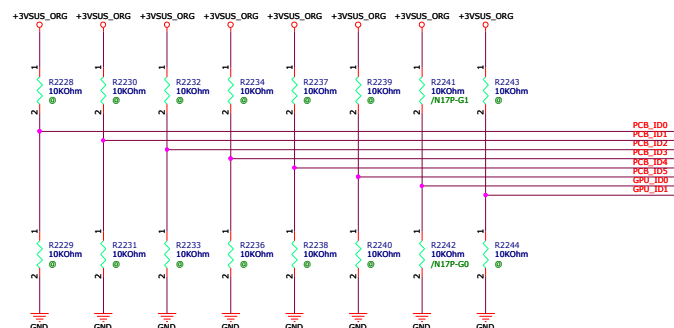 +3VSUS_ORG +3VSUS_ORG +3VSUS_ORG +3VSUS_ORG +3VSUS_ORG +3VSUS_ORG +3VSUS_ORG +3VSUS_ORG
1 1 1 1 1 1 1 1
R2228 R2230 R2232 R2234 R2237 R2239 R2241 R2243
10KOhm 10KOhm 10KOhm 10KOhm 10KOhm 10KOhm 10KOhm 10KOhm
@ @ @ @ @ @ /N17P-G1 @
2 2 2 2 2 2 2 2
PCB_ID0
PCB_ID1
PCB_ID2
PCB_ID3
PCB_ID4
PCB_ID5
GPU_ID0
GPU_ID1
1 1 1 1 1 1 1 1
R2229 R2231 R2233 R2236 R2238 R2240 R2242 R2244
10KOhm 10KOhm 10KOhm 10KOhm 10KOhm 10KOhm 10KOhm 10KOhm
@ @ @ @ @ @ /N17P-G0 @
2 2 2 2 2 2 2 2
GND GND GND GND GND GND GND GND